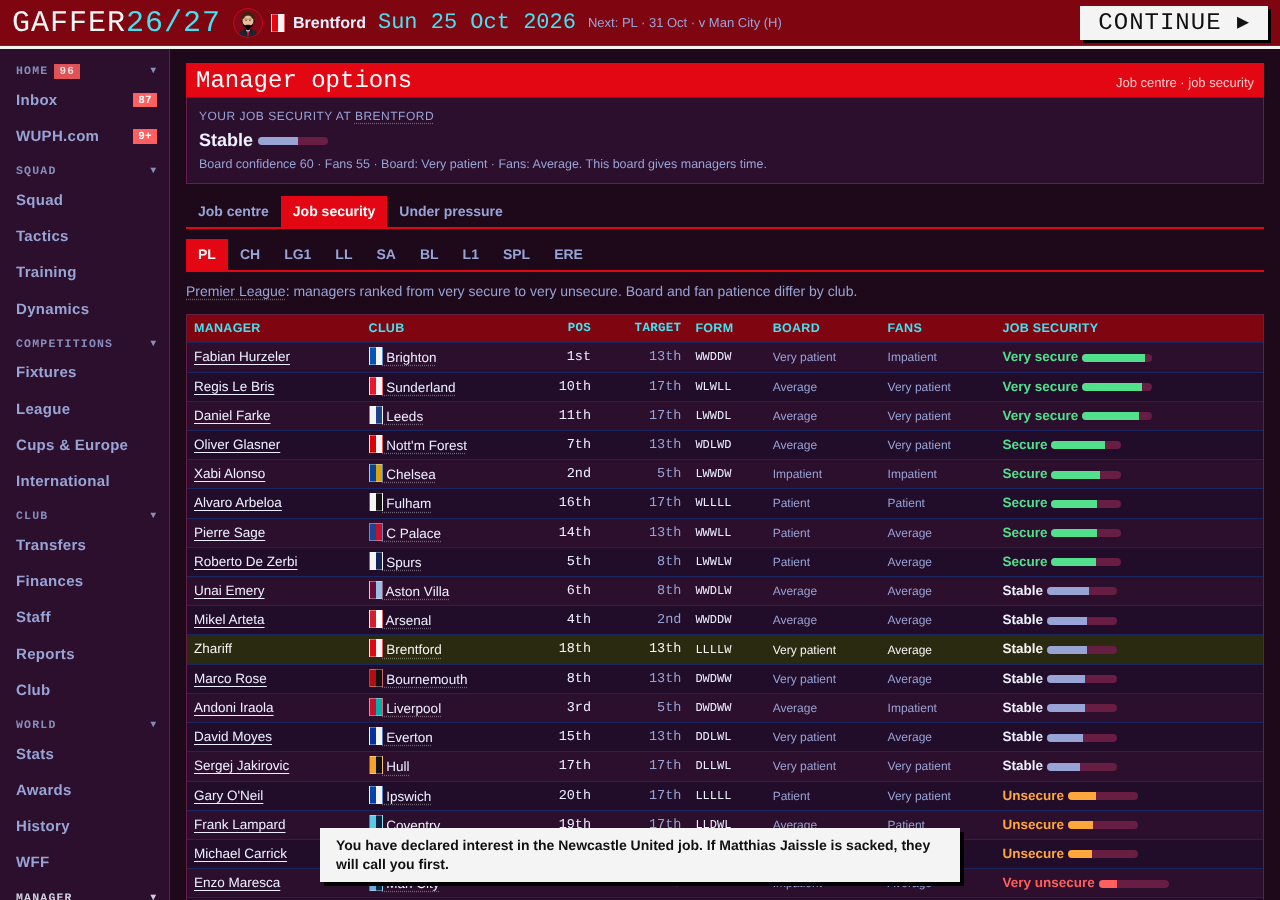 GAFFER26/27 Brentford Sun 25 Oct 2026 Next: PL · 31 Oct · v Man City (H) CONTINUE ►
HOME 96 ▼
Inbox 87
WUPH.com 9+
SQUAD ▼
Squad
Tactics
Training
Dynamics
COMPETITIONS ▼
Fixtures
League
Cups & Europe
International
CLUB ▼
Transfers
Finances
Staff
Reports
Club
WORLD ▼
Stats
Awards
History
WFF
MANAGER ▼
Manager options Job centre · job security
YOUR JOB SECURITY AT BRENTFORD
Stable
Board confidence 60 · Fans 55 · Board: Very patient · Fans: Average. This board gives managers time.
Job centre Job security Under pressure
PL CH LG1 LL SA BL L1 SPL ERE
Premier League: managers ranked from very secure to very unsecure. Board and fan patience differ by club.
MANAGER CLUB POS TARGET FORM BOARD FANS JOB SECURITY
Fabian Hurzeler Brighton 1st 13th WWDDW Very patient Impatient Very secure
Regis Le Bris Sunderland 10th 17th WLWLL Average Very patient Very secure
Daniel Farke Leeds 11th 17th LWWDL Average Very patient Very secure
Oliver Glasner Nott'm Forest 7th 13th WDLWD Average Very patient Secure
Xabi Alonso Chelsea 2nd 5th LWWDW Impatient Impatient Secure
Alvaro Arbeloa Fulham 16th 17th WLLLL Patient Patient Secure
Pierre Sage C Palace 14th 13th WWWLL Patient Average Secure
Roberto De Zerbi Spurs 5th 8th LWWLW Patient Average Secure
Unai Emery Aston Villa 6th 8th WWDLW Average Average Stable
Mikel Arteta Arsenal 4th 2nd WWDDW Average Average Stable
Zhariff Brentford 18th 13th LLLLW Very patient Average Stable
Marco Rose Bournemouth 8th 13th DWDWW Very patient Average Stable
Andoni Iraola Liverpool 3rd 5th DWDWW Average Impatient Stable
David Moyes Everton 15th 13th DDLWL Very patient Average Stable
Sergej Jakirovic Hull 17th 17th DLLWL Very patient Very patient Stable
Gary O'Neil Ipswich 20th 17th LLLLL Patient Very patient Unsecure
Frank Lampard Coventry 19th 17th LLDWL Average Patient Unsecure
Michael Carrick Unsecure
Enzo Maresca Man City Impatient Average Very unsecure
You have declared interest in the Newcastle United job. If Matthias Jaissle is sacked, they
will call you first.